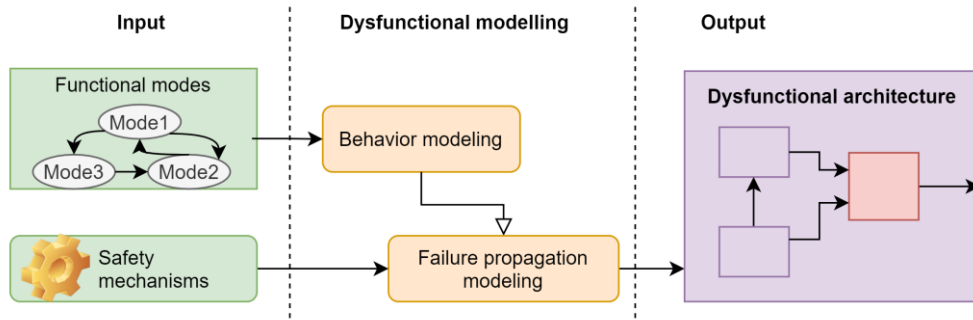 Input
Dysfunctional modelling
Output
Functional modes
Mode1
Mode3
Mode2
Behavior modeling
Safety
mechanisms
Failure propagation
modeling
Dysfunctional architecture